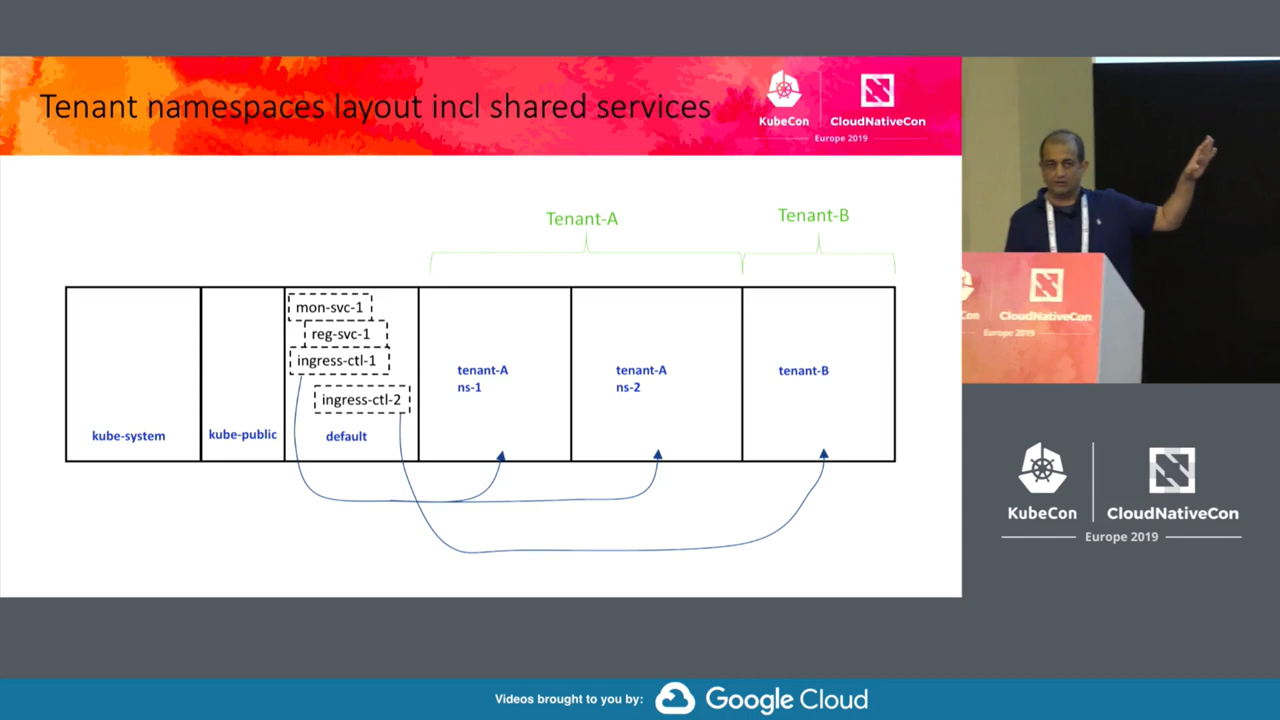 Tenant namespaces layout incl shared services
KubeCon
CloudNativeCon
Europe 2019
Tenant-A
Tenant-B
mon-svc-1
reg-svc-1
ingress-ctl-1
ingress-ctl-2
kube-system
kube-public
default
tenant-A
ns-1
tenant-A
ns-2
tenant-B
Con
CloudNativeCon
Europe 2019
KubeCon
CloudNativeCon
Europe 2019
Videos brought to you by:
Google Cloud